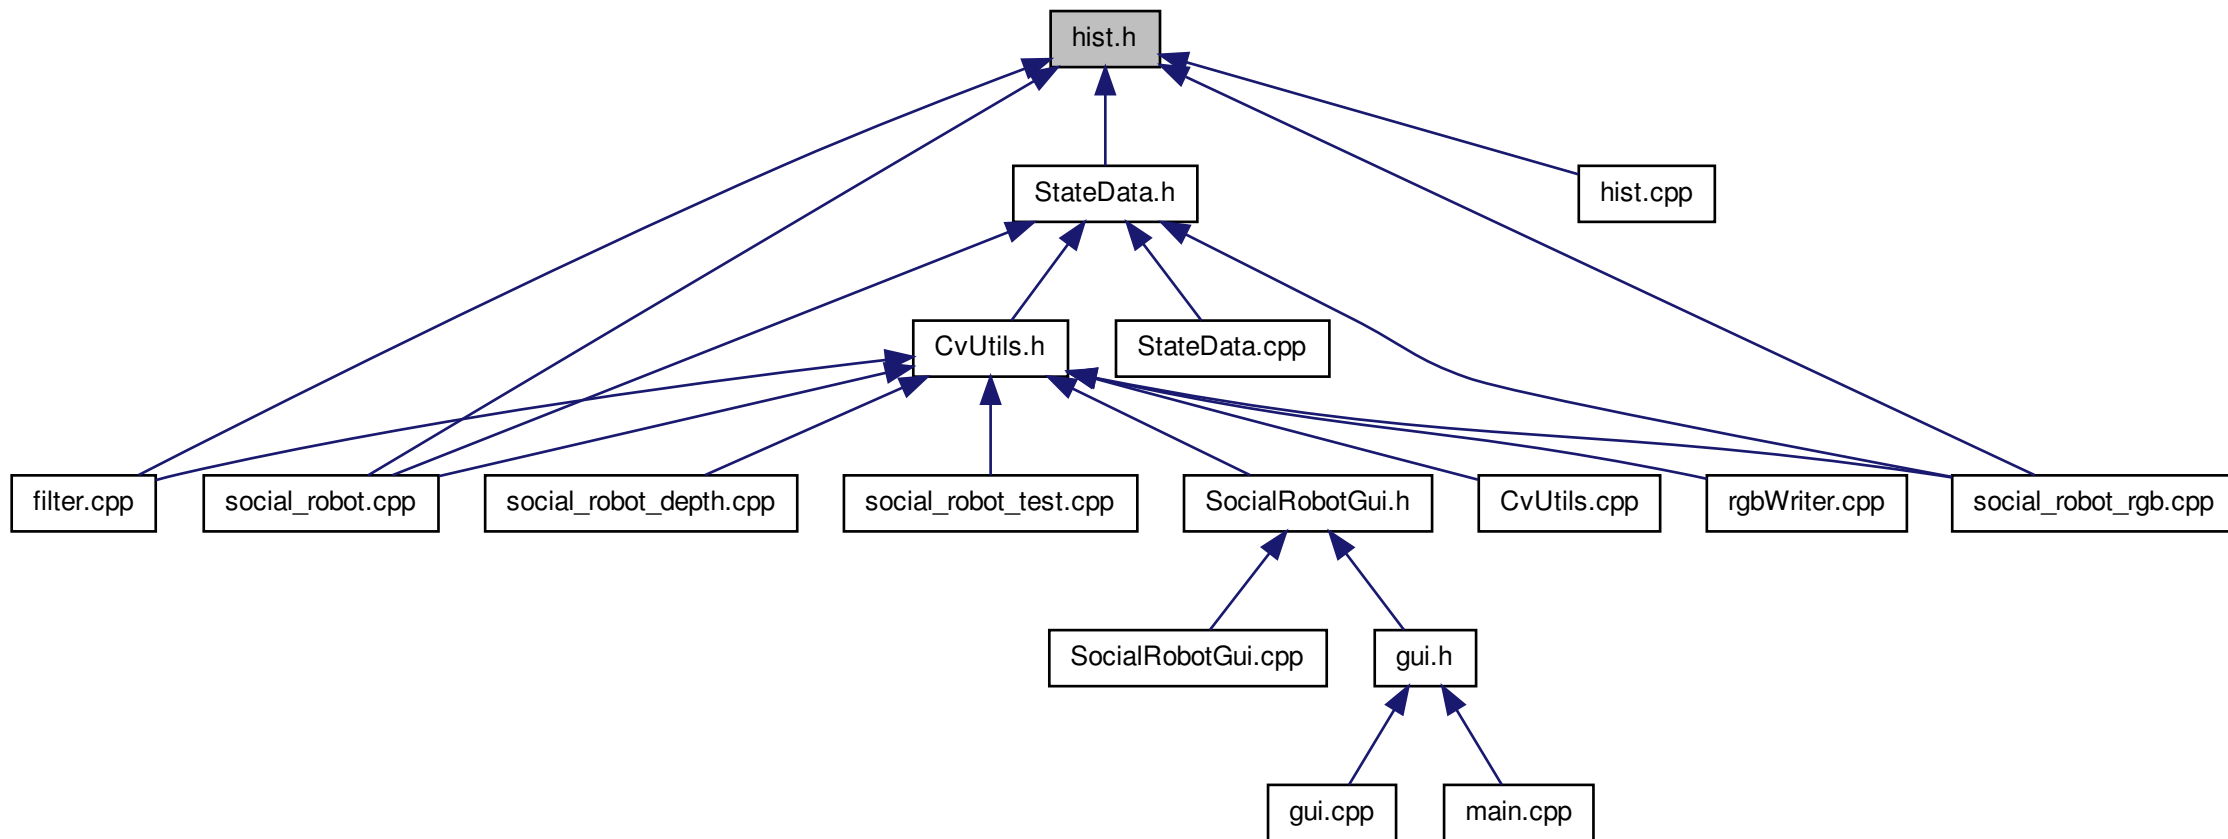 hist.h
StateData.h
hist.cpp
CvUtils.h
StateData.cpp
filter.cpp
social_robot.cpp
social_robot_depth.cpp
social_robot_test.cpp
SocialRobotGui.h
CvUtils.cpp
rgbWriter.cpp
social_robot_rgb.cpp
SocialRobotGui.cpp
gui.h
gui.cpp
main.cpp